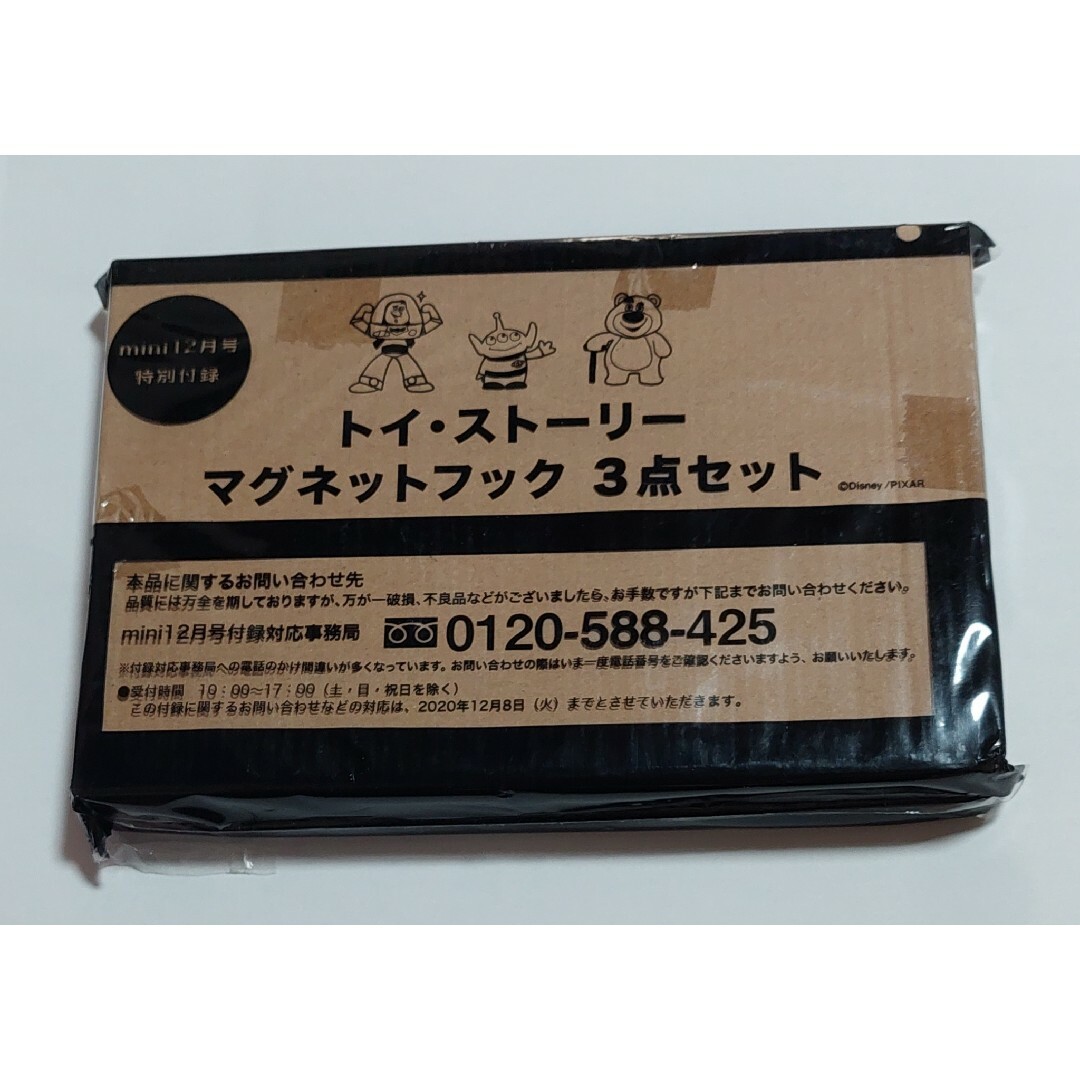 mini12月号
特別付録
トイ・ストーリー
マグネットフック 3点セット
©Disney/PIXAR
本品に関するお問い合わせ先
品質には万全を期しておりますが、万が一破損、不良品などがございましたら、お手数ですが下記までお問い合わせください。
mini12月号付録対応事務局 0120-588-425
※付録対応事務局への電話のかけ間違いが多くなっています。お問い合わせの際はいま一度電話番号をご確認くださいますよう、お願いいたします。
●受付時間 10:00〜17:00(土・日・祝日を除く)
この付録に関するお問い合わせなどの対応は、2020年12月8日(火)までとさせていただきます。